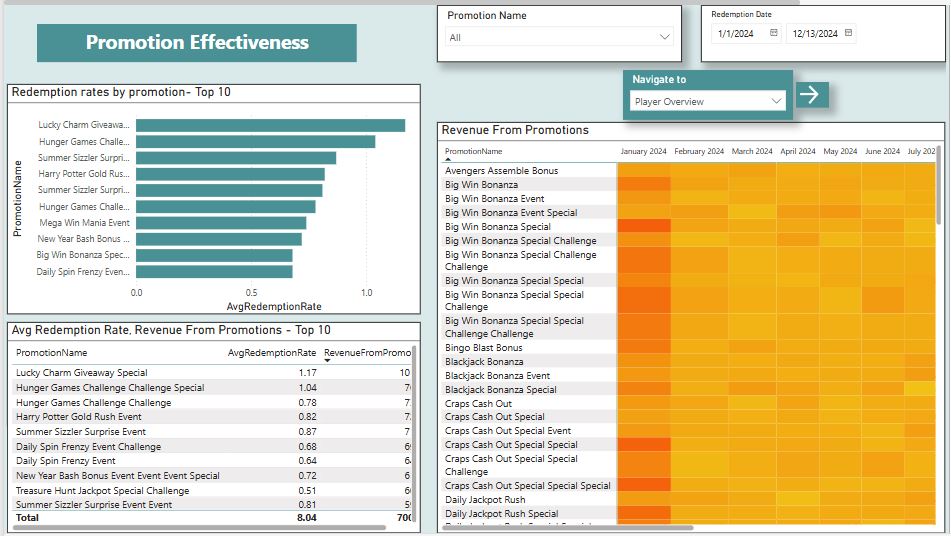 Promotion Effectiveness
Promotion Name
All
Redemption Date
1/1/2024
12/13/2024
Navigate to
Player Overview
Redemption rates by promotion- Top 10
PromotionName
Lucky Charm Giveawa...
Hunger Games Challe...
Summer Sizzler Surpri...
Harry Potter Gold Rus...
Summer Sizzler Surpri...
Hunger Games Challe...
Mega Win Mania Event
New Year Bash Bonus ...
Big Win Bonanza Spec...
Daily Spin Frenzy Even...
0.0 0.5 1.0
AvgRedemptionRate
Avg Redemption Rate, Revenue From Promotions - Top 10
PromotionName AvgRedemptionRate RevenueFromPromo
Lucky Charm Giveaway Special 1.17 10
Hunger Games Challenge Challenge Special 1.04
Hunger Games Challenge Challenge 0.78
Harry Potter Gold Rush Event 0.82
Summer Sizzler Surprise Event 0.87
Daily Spin Frenzy Event Challenge 0.68
Daily Spin Frenzy Event 0.64
New Year Bash Bonus Event Event Event Special 0.72
Treasure Hunt Jackpot Special Challenge 0.51
Summer Sizzler Surprise Event Event 0.81
Total 8.04 700
Revenue From Promotions
PromotionName January 2024 February 2024 March 2024 April 2024 May 2024 June 2024 July 202
Avengers Assemble Bonus
Big Win Bonanza
Big Win Bonanza Event
Big Win Bonanza Event Special
Big Win Bonanza Special
Big Win Bonanza Special Challenge
Big Win Bonanza Special Challenge
Challenge
Big Win Bonanza Special Special
Big Win Bonanza Special Special
Challenge
Big Win Bonanza Special Special
Challenge Challenge
Bingo Blast Bonus
Blackjack Bonanza
Blackjack Bonanza Event
Blackjack Bonanza Special
Craps Cash Out
Craps Cash Out Special
Craps Cash Out Special Event
Craps Cash Out Special Special
Craps Cash Out Special Special
Challenge
Craps Cash Out Special Special Special
Daily Jackpot Rush
Daily Jackpot Rush Special